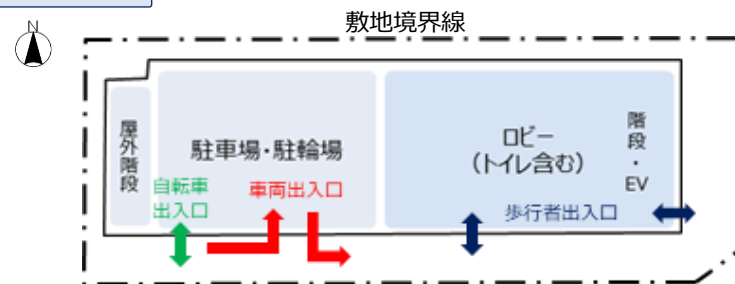 N
敷地境界線
屋外階段
駐車場・駐輪場
自転車
出入口
車両出入口
ロビー
(トイレ含む)
階段・EV
歩行者出入口